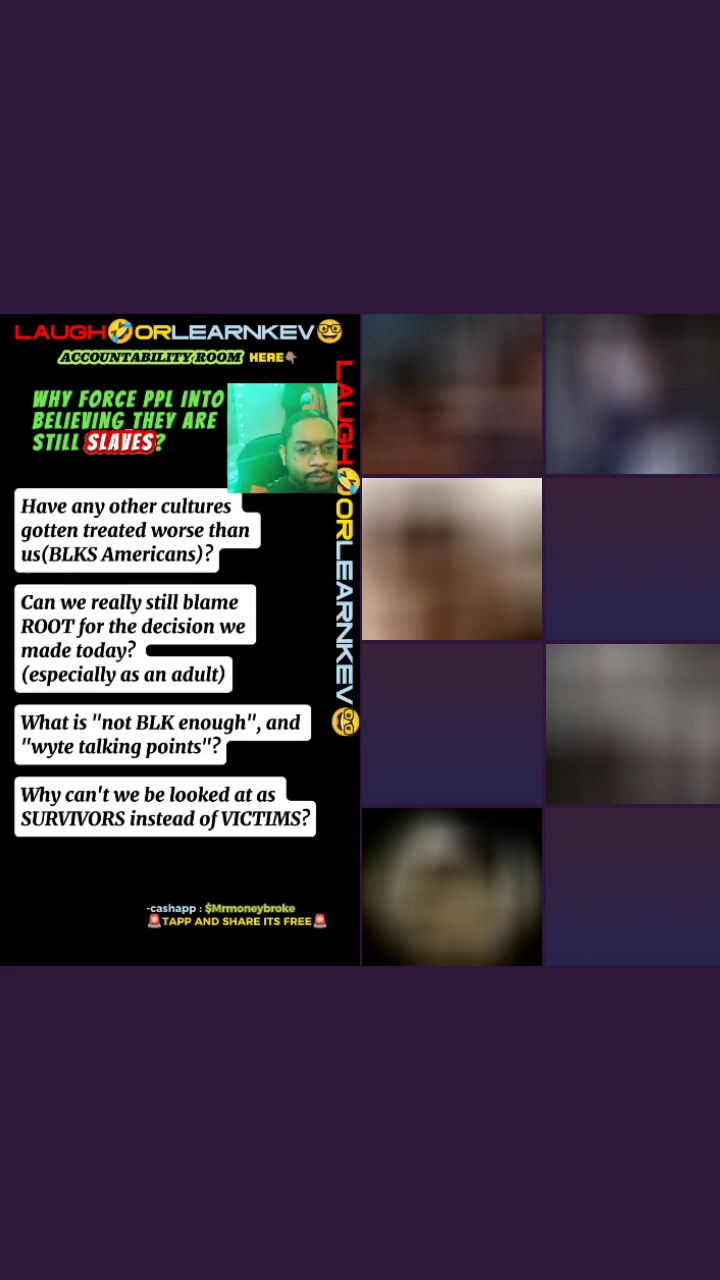 LAUGH🤣ORLEARNKEV🤓
ACCOUNTABILITY ROOM HERE👇🏽
WHY FORCE PPL INTO
BELIEVING THEY ARE
STILL SLAVES?
Have any other cultures
gotten treated worse than
us(BLKS Americans)?
Can we really still blame
ROOT for the decision we
made today?
(especially as an adult)
What is "not BLK enough", and
"wyte talking points"?
Why can't we be looked at as
SURVIVORS instead of VICTIMS?
LAUGH🤣ORLEARNKEV🤓
-cashapp : $Mrmoneybroke
🚨TAPP AND SHARE ITS FREE🚨